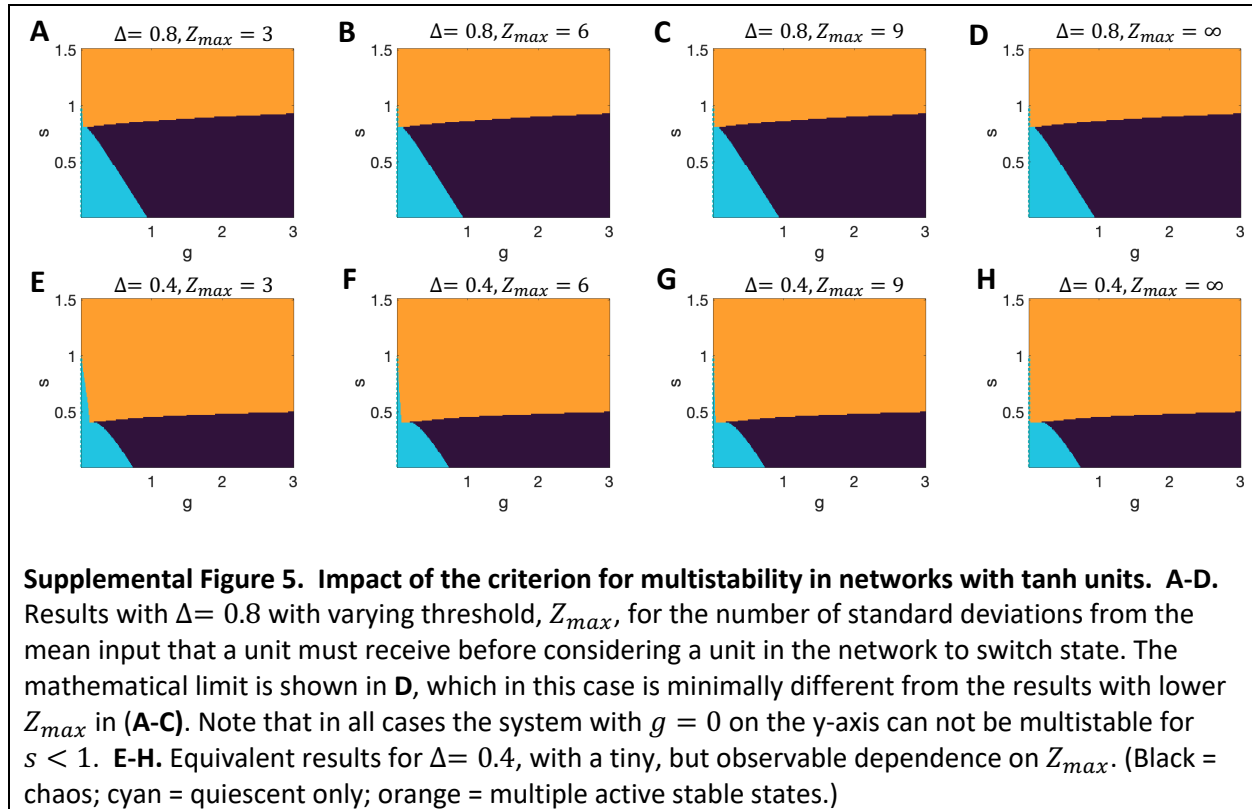 A Δ= 0.8, Z_max = 3
B Δ= 0.8, Z_max = 6
C Δ= 0.8, Z_max = 9
D Δ= 0.8, Z_max = ∞
1.5
1
s
0.5
1 2 3
g
1.5
1
s
0.5
1 2 3
g
1.5
1
s
0.5
1 2 3
g
1.5
1
s
0.5
1 2 3
g
E Δ= 0.4, Z_max = 3
F Δ= 0.4, Z_max = 6
G Δ= 0.4, Z_max = 9
H Δ= 0.4, Z_max = ∞
1.5
1
s
0.5
1 2 3
g
1.5
1
s
0.5
1 2 3
g
1.5
1
s
0.5
1 2 3
g
1.5
1
s
0.5
1 2 3
g
Supplemental Figure 5. Impact of the criterion for multistability in networks with tanh units. A-D.
Results with Δ= 0.8 with varying threshold, Z_max, for the number of standard deviations from the
mean input that a unit must receive before considering a unit in the network to switch state. The
mathematical limit is shown in D, which in this case is minimally different from the results with lower
Z_max in (A-C). Note that in all cases the system with g = 0 on the y-axis can not be multistable for
s < 1. E-H. Equivalent results for Δ= 0.4, with a tiny, but observable dependence on Z_max. (Black =
chaos; cyan = quiescent only; orange = multiple active stable states.)